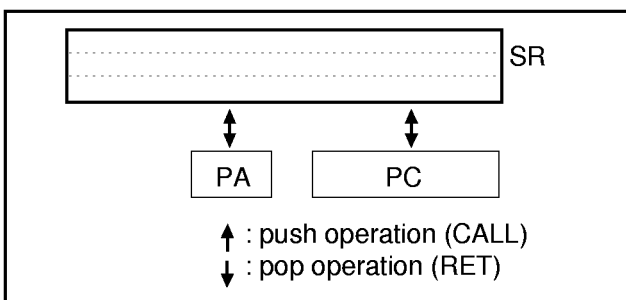 SR
PA PC
: push operation (CALL)
: pop operation (RET)